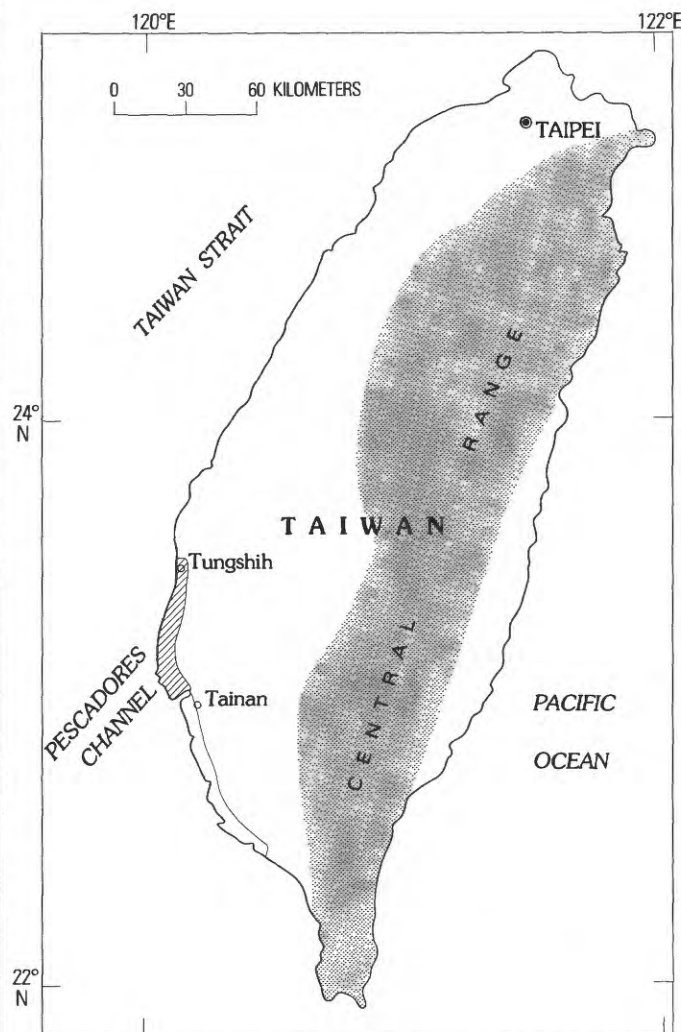 120°E
122°E
0 30 60 KILOMETERS
TAIPEI
TAIWAN STRAIT
RANGE
24°
N
TAIWAN
Tungshih
CENTRAL
PESCADORES
CHANNEL
Tainan
PACIFIC
OCEAN
22°
N